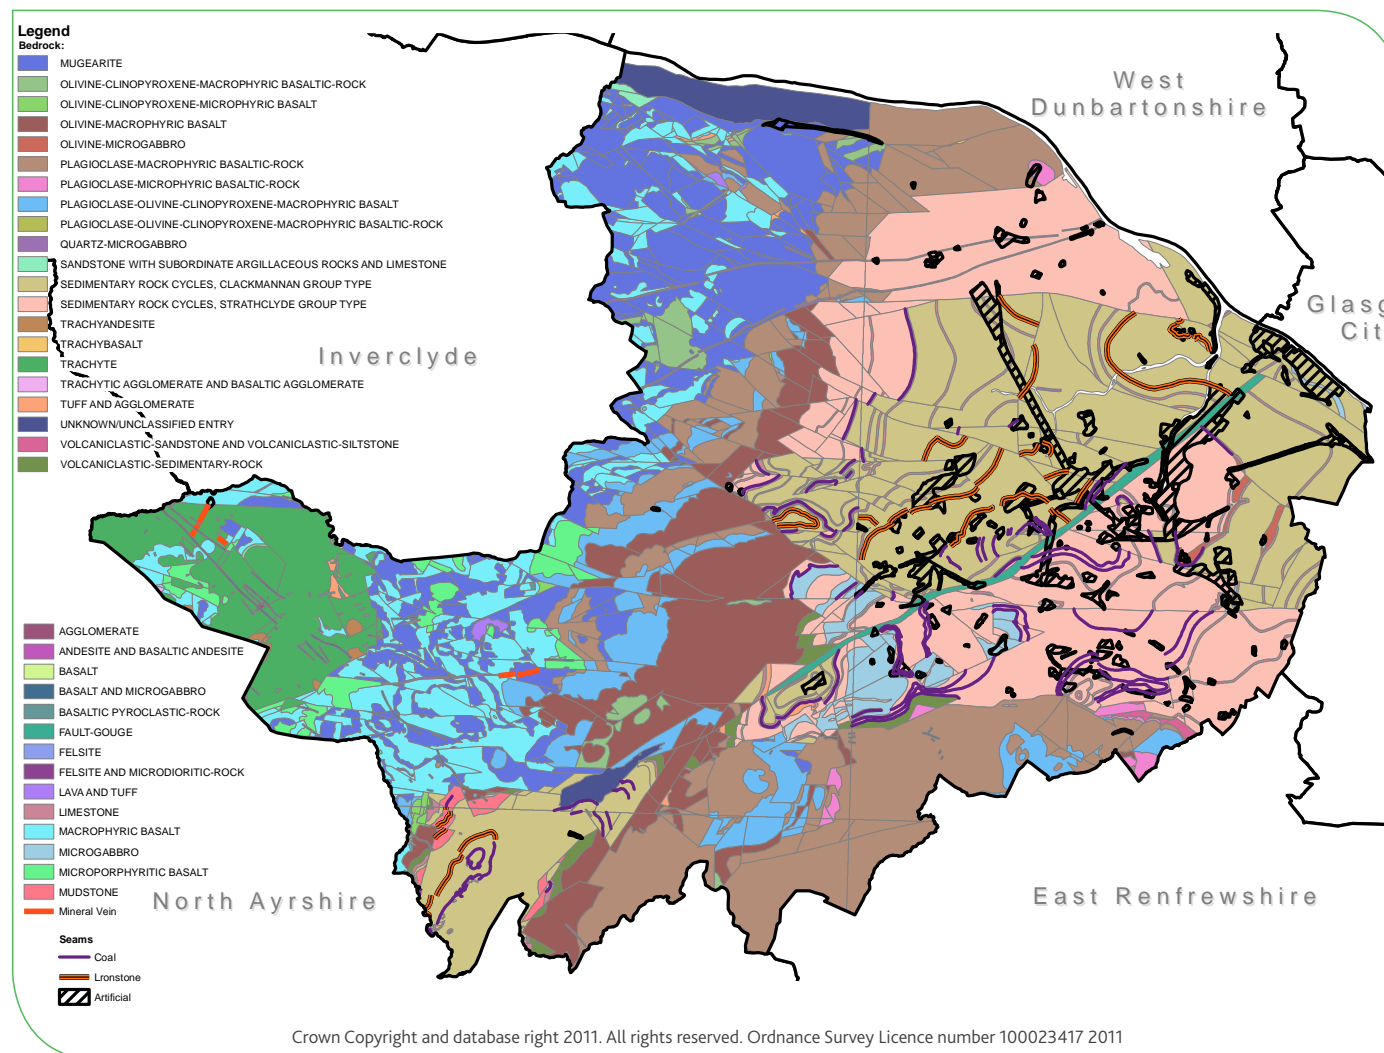 Legend
Bedrock:
MUGEARITE
OLIVINE-CLINOPYROXENE-MACROPHYRIC BASALTIC-ROCK
OLIVINE-CLINOPYROXENE-MICROPHYRIC BASALT
OLIVINE-MACROPHYRIC BASALT
OLIVINE-MICROGABBRO
PLAGIOCLASE-MACROPHYRIC BASALTIC-ROCK
PLAGIOCLASE-MICROPHYRIC BASALTIC-ROCK
PLAGIOCLASE-OLIVINE-CLINOPYROXENE-MACROPHYRIC BASALT
PLAGIOCLASE-OLIVINE-CLINOPYROXENE-MACROPHYRIC BASALTIC-ROCK
QUARTZ-MICROGABBRO
SANDSTONE WITH SUBORDINATE ARGILLACEOUS ROCKS AND LIMESTONE
SEDIMENTARY ROCK CYCLES, CLACKMANNAN GROUP TYPE
SEDIMENTARY ROCK CYCLES, STRATHCLYDE GROUP TYPE
TRACHYANDESITE
TRACHYBASALT
TRACHYTE
TRACHYTIC AGGLOMERATE AND BASALTIC AGGLOMERATE
TUFF AND AGGLOMERATE
UNKNOWN/UNCLASSIFIED ENTRY
VOLCANICLASTIC-SANDSTONE AND VOLCANICLASTIC-SILTSTONE
VOLCANICLASTIC-SEDIMENTARY-ROCK
AGGLOMERATE
ANDESITE AND BASALTIC ANDESITE
BASALT
BASALT AND MICROGABBRO
BASALTIC PYROCLASTIC-ROCK
FAULT-GOUGE
FELSITE
FELSITE AND MICRODIORITIC-ROCK
LAVA AND TUFF
LIMESTONE
MACROPHYRIC BASALT
MICROGABBRO
MICROPORPHYRITIC BASALT
MUDSTONE
Mineral Vein
Seams
Coal
Lronstone
Artificial
West
Dunbartonshire
Glasg
Cit
Inverclyde
North Ayrshire
East Renfrewshire
Crown Copyright and database right 2011. All rights reserved. Ordnance Survey Licence number 100023417 2011